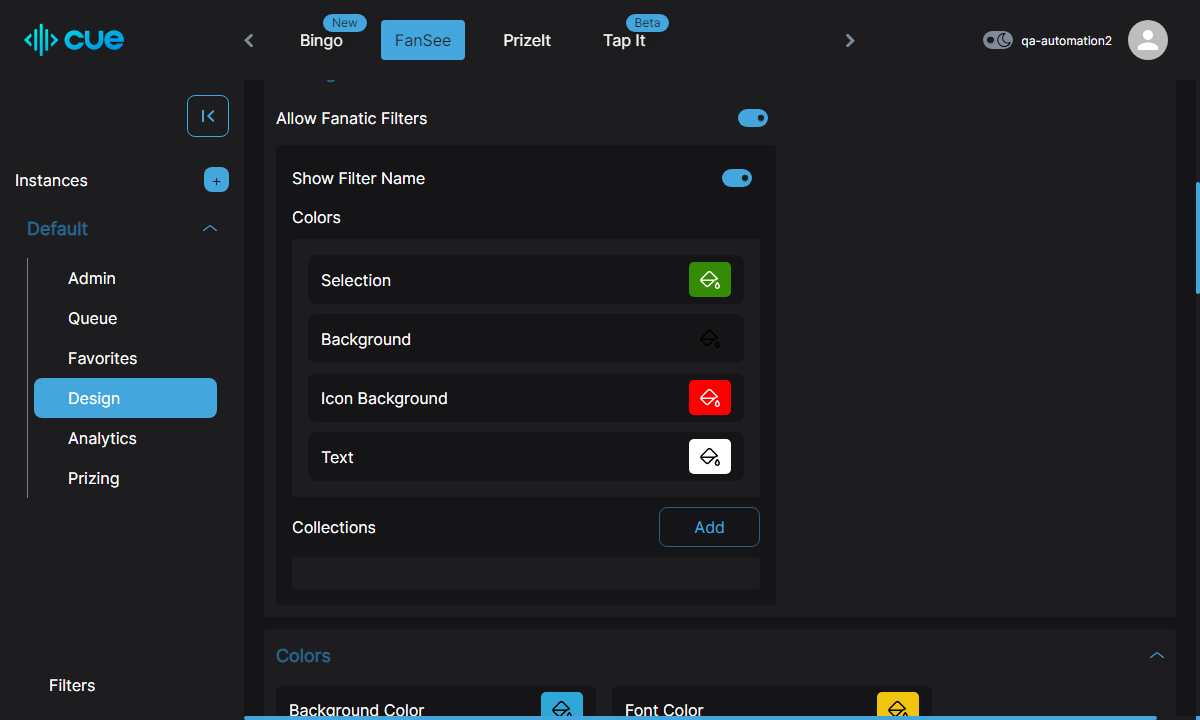 cue
New
Bingo
FanSee
PrizeIt
Beta
Tap It
qa-automation2
Instances
+
Default
Admin
Queue
Favorites
Design
Analytics
Prizing
Filters
Allow Fanatic Filters
Show Filter Name
Colors
Selection
Background
Icon Background
Text
Collections
Add
Colors
Background Color
Font Color